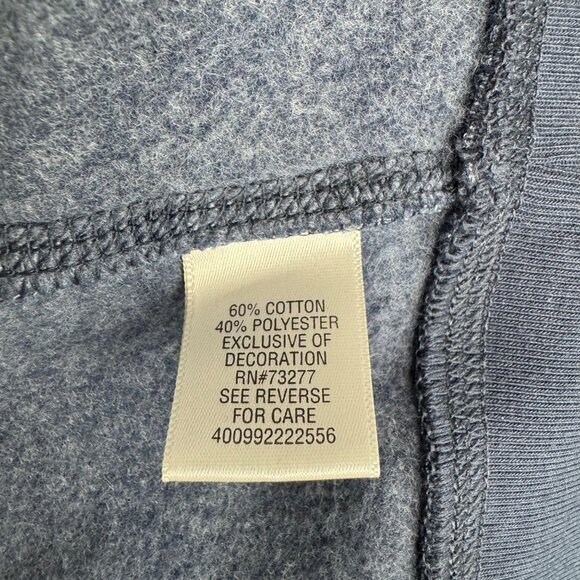 60% COTTON
40% POLYESTER
EXCLUSIVE OF
DECORATION
RN#73277
SEE REVERSE
FOR CARE
400992222556